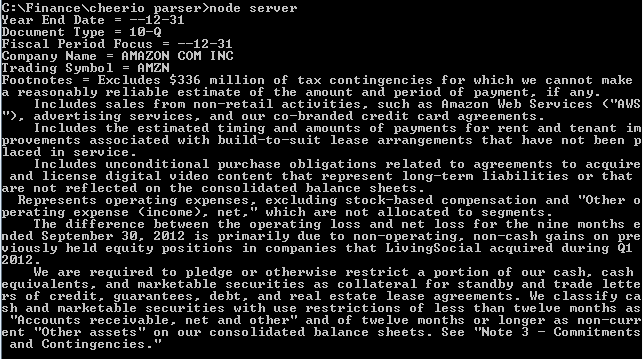 C:\Finance\cheerio parser>node server
Year End Date = --12-31
Document Type = 10-Q
Fiscal Period Focus = --12-31
Company Name = AMAZON COM INC
Trading Symbol = AMZN
Footnotes = Excludes $336 million of tax contingencies for which we cannot make
a reasonably reliable estimate of the amount and period of payment, if any.
Includes sales from non-retail activities, such as Amazon Web Services ("AWS
"), advertising services, and our co-branded credit card agreements.
Includes the estimated timing and amounts of payments for rent and tenant im
provements associated with build-to-suit lease arrangements that have not been p
laced in service.
Includes unconditional purchase obligations related to agreements to acquire
and license digital video content that represent long-term liabilities or that
are not reflected on the consolidated balance sheets.
Represents operating expenses, excluding stock-based compensation and "Other o
perating expense (income), net," which are not allocated to segments.
The difference between the operating loss and net loss for the nine months e
nded September 30, 2012 is primarily due to non-operating, non-cash gains on pre
viously held equity positions in companies that LivingSocial acquired during Q1
2012.
We are required to pledge or otherwise restrict a portion of our cash, cash
equivalents, and marketable securities as collateral for standby and trade lette
rs of credit, guarantees, debt, and real estate lease agreements. We classify ca
sh and marketable securities with use restrictions of less than twelve months as
"Accounts receivable, net and other" and of twelve months or longer as non-curr
ent "Other assets" on our consolidated balance sheets. See "Note 3 - Commitments
and Contingencies."